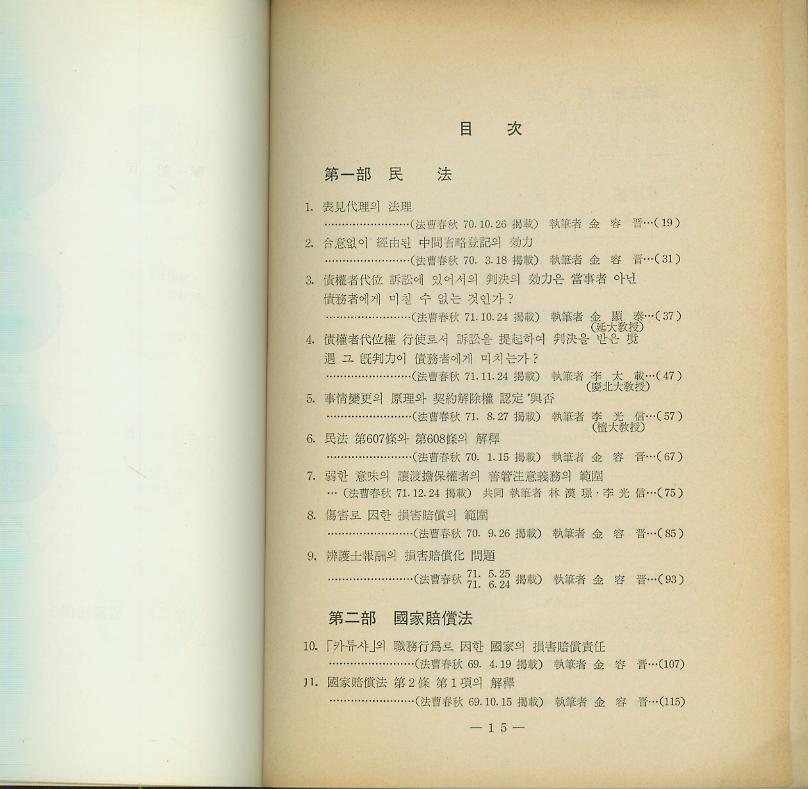 目 次
第一部 民 法
1. 表見代理의 法理
························(法曹春秋 70.10.26 揭載) 執筆者 金 容 晋···(19)
2. 合意없이 經由된 中間省略登記의 効力
························(法曹春秋 70. 3.18 揭載) 執筆者 金 容 晋···(31)
3. 債權者代位 訴訟에 있어서의 判決의 効力은 當事者 아닌
債務者에게 미칠 수 없는 것인가?
························(法曹春秋 71.10.24 揭載) 執筆者 金 顯 泰···(37)
(延大教授)
4. 債權者代位權 行使로서 訴訟을 提起하여 判決을 받은 境
遇 그 旣判力이 債務者에게 미치는가?
························(法曹春秋 71.11.24 揭載) 執筆者 李 太 載···(47)
(慶北大教授)
5. 事情變更의 原理와 契約解除權 認定 與否
························(法曹春秋 71. 8.27 揭載) 執筆者 李 光 信···(57)
(檀大教授)
6. 民法 第607條와 第608條의 解釋
························(法曹春秋 70. 1.15 揭載) 執筆者 金 容 晋···(67)
7. 弱한 意味의 讓渡擔保權者의 善管注意義務의 範圍
···(法曹春秋 71.12.24 揭載) 共同 執筆者 林 漢 璟·李 光 信···(75)
8. 傷害로 因한 損害賠償의 範圍
························(法曹春秋 70. 9.26 揭載) 執筆者 金 容 晋···(85)
9. 辨護士報酬의 損害賠償化 問題
························(法曹春秋 71. 5.25 71. 6.24 揭載) 執筆者 金 容 晋···(93)
第二部 國家賠償法
10. 「카튜샤」의 職務行爲로 因한 國家의 損害賠償責任
························(法曹春秋 69. 4.19 揭載) 執筆者 金 容 晋···(107)
11. 國家賠償法 第2條 第1項의 解釋
························(法曹春秋 69.10.15 揭載) 執筆者 金 容 晋···(115)
—15—